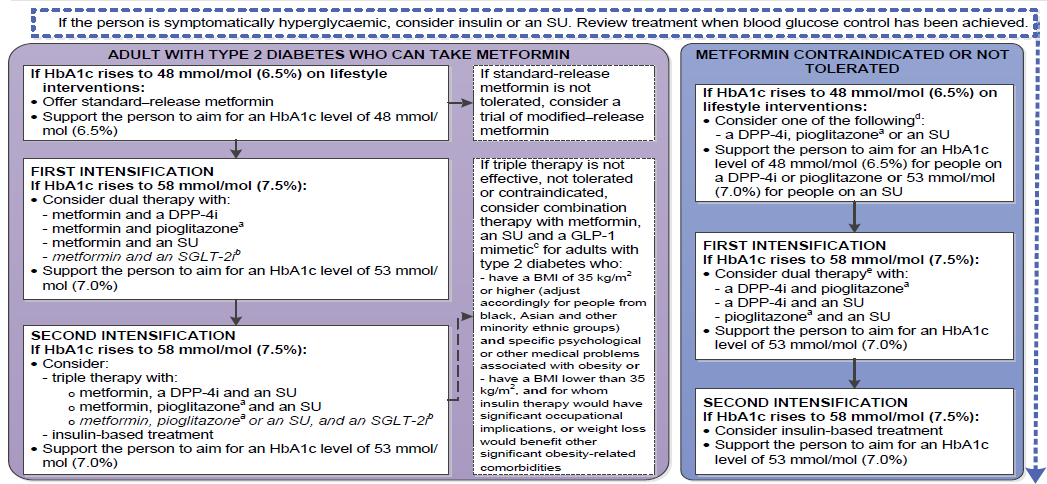 If the person is symptomatically hyperglycaemic, consider insulin or an SU. Review treatment when blood glucose control has been achieved.
ADULT WITH TYPE 2 DIABETES WHO CAN TAKE METFORMIN
If HbA1c rises to 48 mmol/mol (6.5%) on lifestyle
interventions:
• Offer standard–release metformin
• Support the person to aim for an HbA1c level of 48 mmol/
mol (6.5%)
If standard-release
metformin is not
tolerated, consider a
trial of modified–release
metformin
FIRST INTENSIFICATION
If HbA1c rises to 58 mmol/mol (7.5%):
• Consider dual therapy with:
- metformin and a DPP-4i
- metformin and pioglitazoneᵃ
- metformin and an SU
- metformin and an SGLT-2iᵇ
• Support the person to aim for an HbA1c level of 53 mmol/
mol (7.0%)
SECOND INTENSIFICATION
If HbA1c rises to 58 mmol/mol (7.5%):
• Consider:
- triple therapy with:
o metformin, a DPP-4i and an SU
o metformin, pioglitazoneᵃ and an SU
o metformin, pioglitazoneᵃ or an SU, and an SGLT-2iᵇ
- insulin-based treatment
• Support the person to aim for an HbA1c level of 53 mmol/
mol (7.0%)
If triple therapy is not
effective, not tolerated
or contraindicated,
consider combination
therapy with metformin,
an SU and a GLP-1
mimeticᶜ for adults with
type 2 diabetes who:
- have a BMI of 35 kg/m²
or higher (adjust
accordingly for people from
black, Asian and other
minority ethnic groups)
and specific psychological
or other medical problems
associated with obesity or
- have a BMI lower than 35
kg/m², and for whom
insulin therapy would have
significant occupational
implications, or weight loss
would benefit other
significant obesity-related
comorbidities
METFORMIN CONTRAINDICATED OR NOT
TOLERATED
If HbA1c rises to 48 mmol/mol (6.5%) on
lifestyle interventions:
• Consider one of the followingᵈ:
- a DPP-4i, pioglitazoneᵃ or an SU
• Support the person to aim for an HbA1c
level of 48 mmol/mol (6.5%) for people on
a DPP-4i or pioglitazone or 53 mmol/mol
(7.0%) for people on an SU
FIRST INTENSIFICATION
If HbA1c rises to 58 mmol/mol (7.5%):
• Consider dual therapyᵉ with:
- a DPP-4i and pioglitazoneᵃ
- a DPP-4i and an SU
- pioglitazoneᵃ and an SU
• Support the person to aim for an HbA1c
level of 53 mmol/mol (7.0%)
SECOND INTENSIFICATION
If HbA1c rises to 58 mmol/mol (7.5%):
• Consider insulin-based treatment
• Support the person to aim for an HbA1c
level of 53 mmol/mol (7.0%)